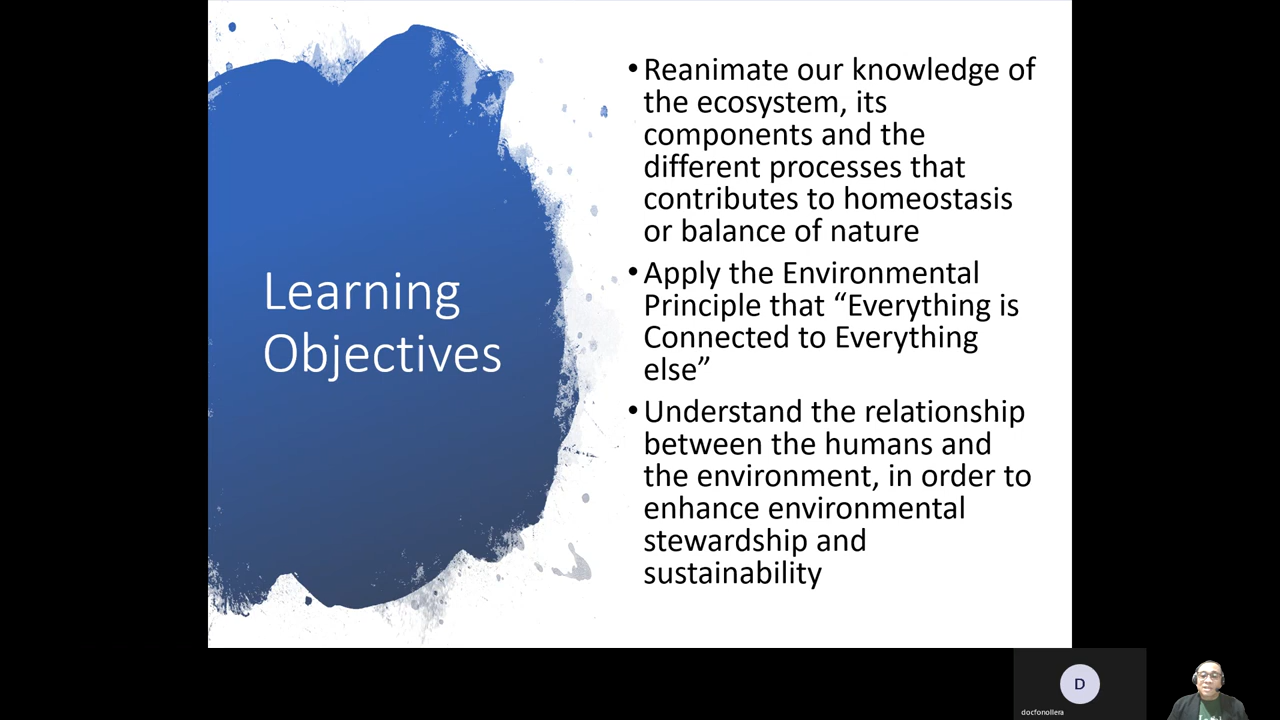 Learning
Objectives
•Reanimate our knowledge of
the ecosystem, its
components and the
different processes that
contributes to homeostasis
or balance of nature
•Apply the Environmental
Principle that “Everything is
Connected to Everything
else”
•Understand the relationship
between the humans and
the environment, in order to
enhance environmental
stewardship and
sustainability
D
docfonollera